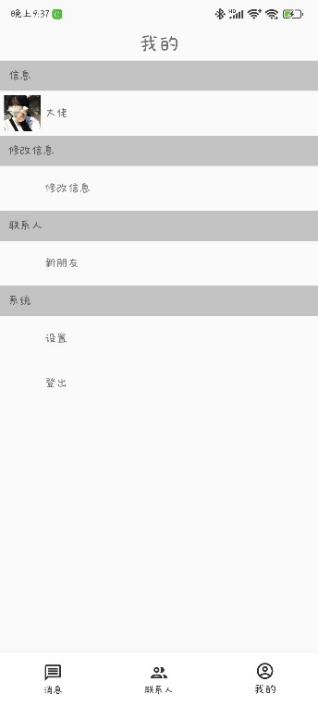 晚上9:37
我的
信息
大佬
修改信息
修改信息
联系人
新朋友
系统
设置
登出
消息
联系人
我的